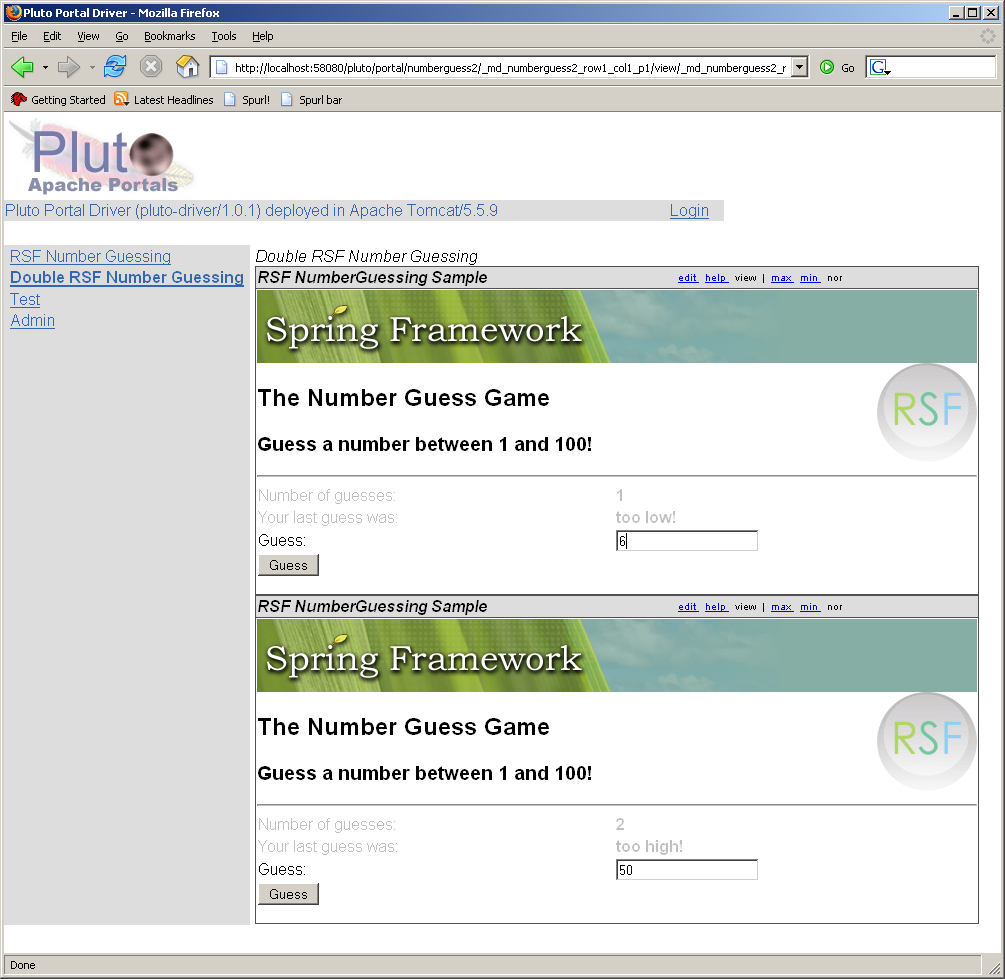 Pluto Portal Driver - Mozilla Firefox
File Edit View Go Bookmarks Tools Help
http://localhost:58080/pluto/portal/numberguess2/_md_numberguess2_row1_col1_p1/view/_md_numberguess2_r Go G
Getting Started Latest Headlines Spurl! Spurl bar
Pluto
Apache Portals
Pluto Portal Driver (pluto-driver/1.0.1) deployed in Apache Tomcat/5.5.9 Login
RSF Number Guessing
Double RSF Number Guessing
Test
Admin
Double RSF Number Guessing
RSF NumberGuessing Sample edit help view | max min nor
Spring Framework
The Number Guess Game
RSF
Guess a number between 1 and 100!
Number of guesses: 1
Your last guess was: too low!
Guess: 6
Guess
RSF NumberGuessing Sample edit help view | max min nor
Spring Framework
The Number Guess Game
RSF
Guess a number between 1 and 100!
Number of guesses: 2
Your last guess was: too high!
Guess: 50
Guess
Done